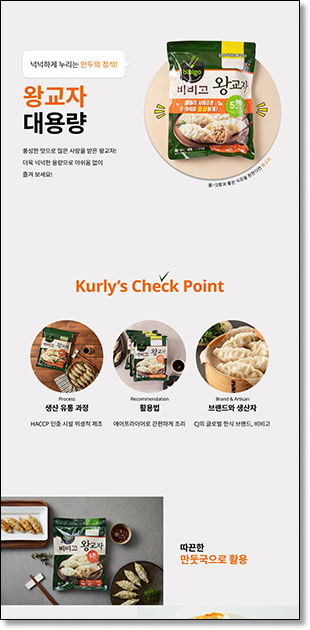 넉넉하게 누리는 만두의 정석!
왕교자
대용량
풍성한 맛으로 많은 사랑을 받은 왕교자!
더욱 넉넉한 용량으로 아쉬움 없이
즐겨 보세요!
bibigo
비비고 왕교자
Kurly's Check Point
Process
생산 유통 과정
HACCP 인증 시설 위생적 제조
Recommendation
활용법
에어프라이어로 간편하게 조리
Brand & Artisan
브랜드와 생산자
CJ의 글로벌 한식 브랜드, 비비고
비비고 왕교자
따끈한
만둣국으로 활용